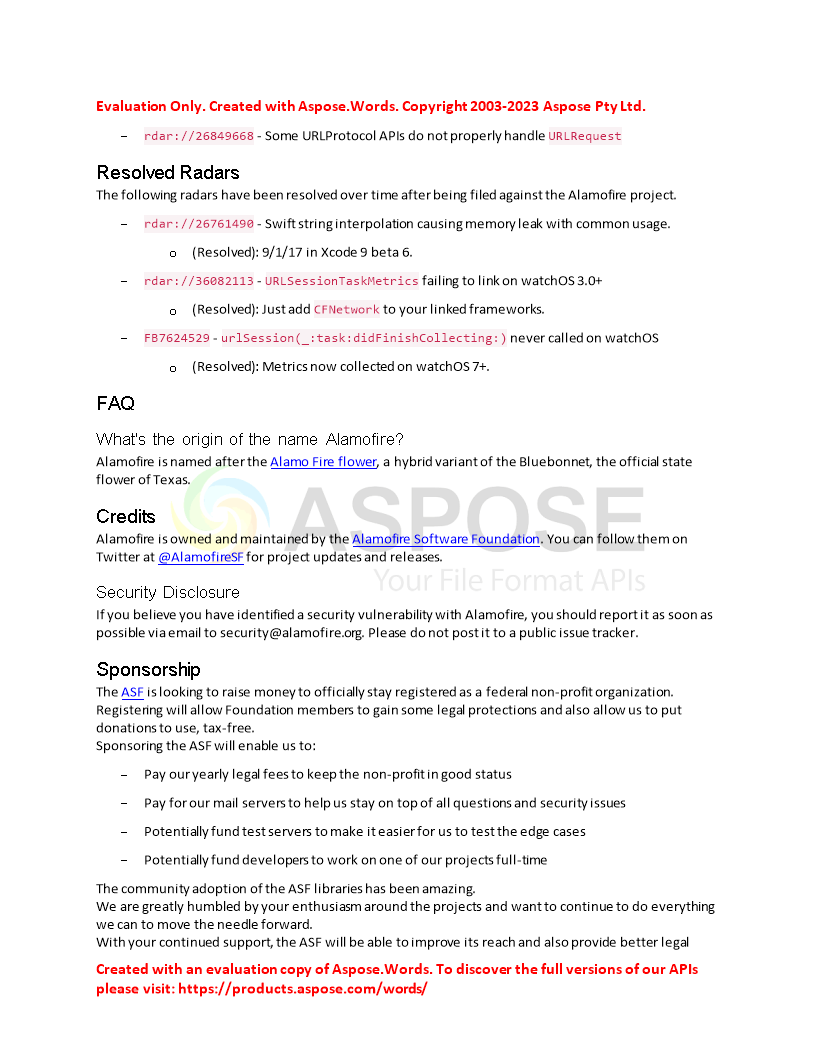 Evaluation Only. Created with Aspose.Words. Copyright 2003-2023 Aspose Pty Ltd.
– rdar://26849668 - Some URLProtocol APIs do not properly handle URLRequest
Resolved Radars
The following radars have been resolved over time after being filed against the Alamofire project.
– rdar://26761490 - Swift string interpolation causing memory leak with common usage.
o (Resolved): 9/1/17 in Xcode 9 beta 6.
– rdar://36082113 - URLSessionTaskMetrics failing to link on watchOS 3.0+
o (Resolved): Just add CFNetwork to your linked frameworks.
– FB7624529 - urlSession(_:task:didFinishCollecting:) never called on watchOS
o (Resolved): Metrics now collected on watchOS 7+.
FAQ
What's the origin of the name Alamofire?
Alamofire is named after the Alamo Fire flower, a hybrid variant of the Bluebonnet, the official state
flower of Texas.
ASPOSE
Credits
Alamofire is owned and maintained by the Alamofire Software Foundation. You can follow them on
Twitter at @AlamofireSF for project updates and releases.
Your File Format APIs
Security Disclosure
If you believe you have identified a security vulnerability with Alamofire, you should report it as soon as
possible via email to security@alamofire.org. Please do not post it to a public issue tracker.
Sponsorship
The ASF is looking to raise money to officially stay registered as a federal non-profit organization.
Registering will allow Foundation members to gain some legal protections and also allow us to put
donations to use, tax-free.
Sponsoring the ASF will enable us to:
– Pay our yearly legal fees to keep the non-profit in good status
– Pay for our mail servers to help us stay on top of all questions and security issues
– Potentially fund test servers to make it easier for us to test the edge cases
– Potentially fund developers to work on one of our projects full-time
The community adoption of the ASF libraries has been amazing.
We are greatly humbled by your enthusiasm around the projects and want to continue to do everything
we can to move the needle forward.
With your continued support, the ASF will be able to improve its reach and also provide better legal
Created with an evaluation copy of Aspose.Words. To discover the full versions of our APIs
please visit: https://products.aspose.com/words/